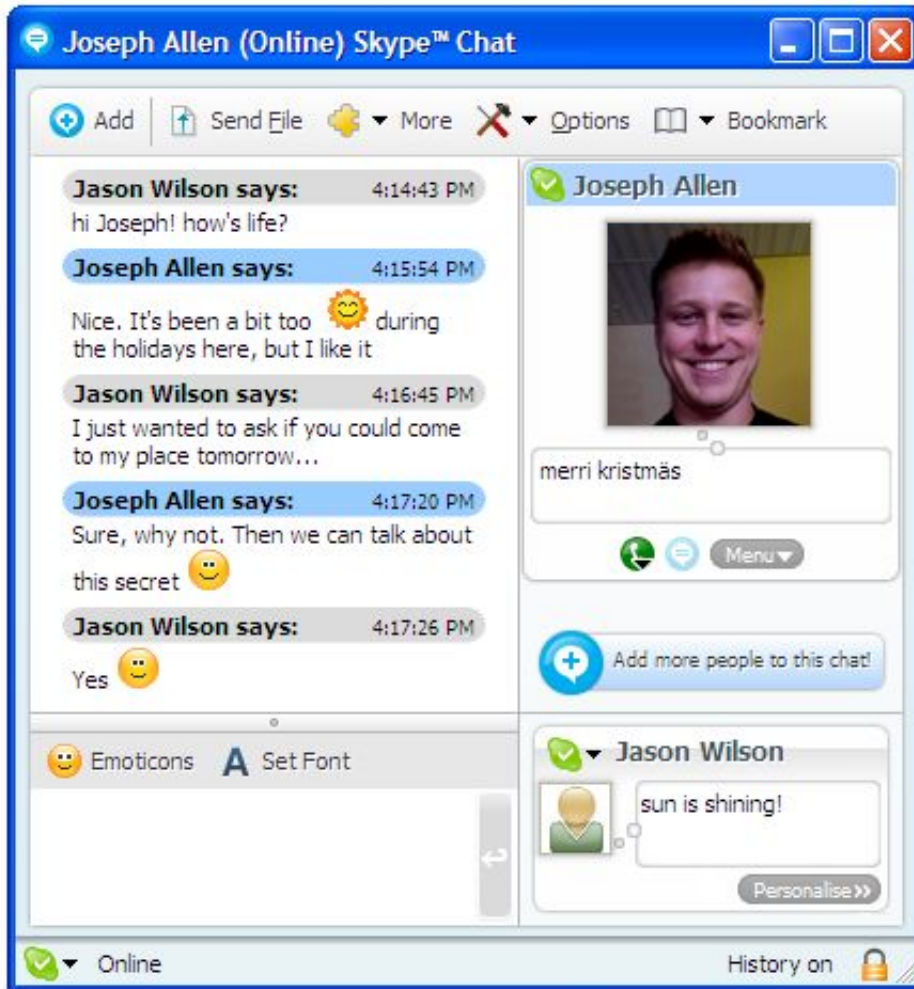 Joseph Allen (Online) Skype™ Chat
Add Send File More Options Bookmark
Jason Wilson says: 4:14:43 PM
hi Joseph! how's life?
Joseph Allen says: 4:15:54 PM
Nice. It's been a bit too during
the holidays here, but I like it
Jason Wilson says: 4:16:45 PM
I just wanted to ask if you could come
to my place tomorrow...
Joseph Allen says: 4:17:20 PM
Sure, why not. Then we can talk about
this secret
Jason Wilson says: 4:17:26 PM
Yes
Joseph Allen
merri kristmäs
Menu
Add more people to this chat!
Emoticons A Set Font
Jason Wilson
sun is shining!
Personalise
Online
History on